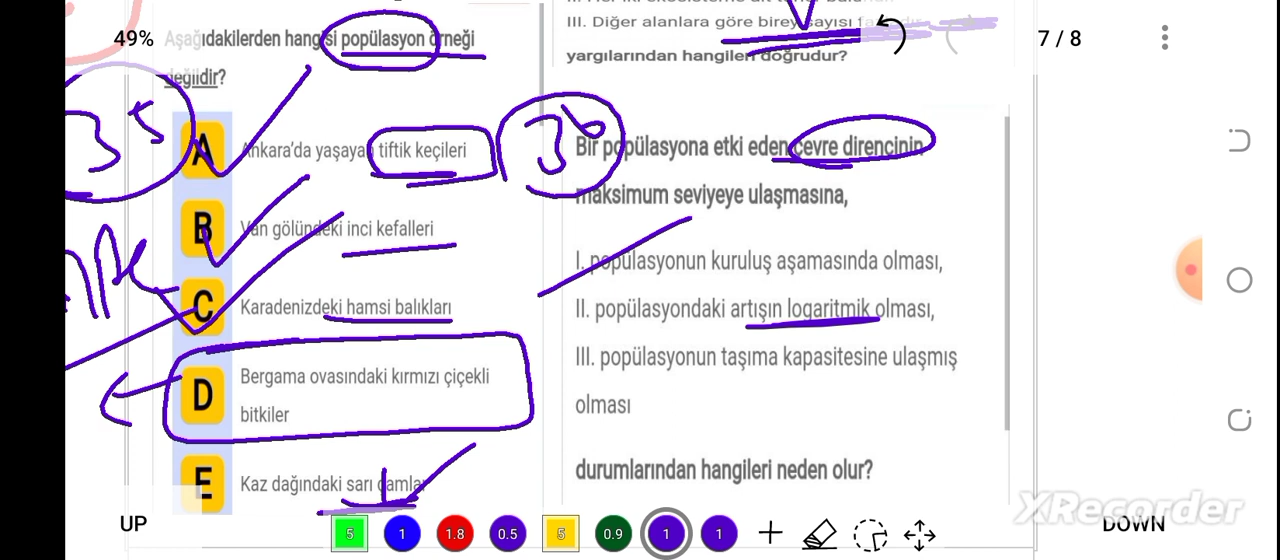 49%
Aşağıdakilerden hangisi popülasyon örneği
değildir?
35
A
Ankara'da yaşayan tiftik keçileri
B
Van gölündeki inci kefalleri
C
Karadenizdeki hamsi balıkları
D
Bergama ovasındaki kırmızı çiçekli
bitkiler
E
Kaz dağındaki sarı çamlar
III. Diğer alanlara göre birey sayısı fazladır
yargılarından hangileri doğrudur?
7 / 8
36
Bir popülasyona etki eden çevre direncinin
maksimum seviyeye ulaşmasına,
I. popülasyonun kuruluş aşamasında olması,
II. popülasyondaki artışın logaritmik olması,
III. popülasyonun taşıma kapasitesine ulaşmış
olması
durumlarından hangileri neden olur?
XRecorder
UP
5
1
1.8
0.5
5
0.9
1
1
DOWN